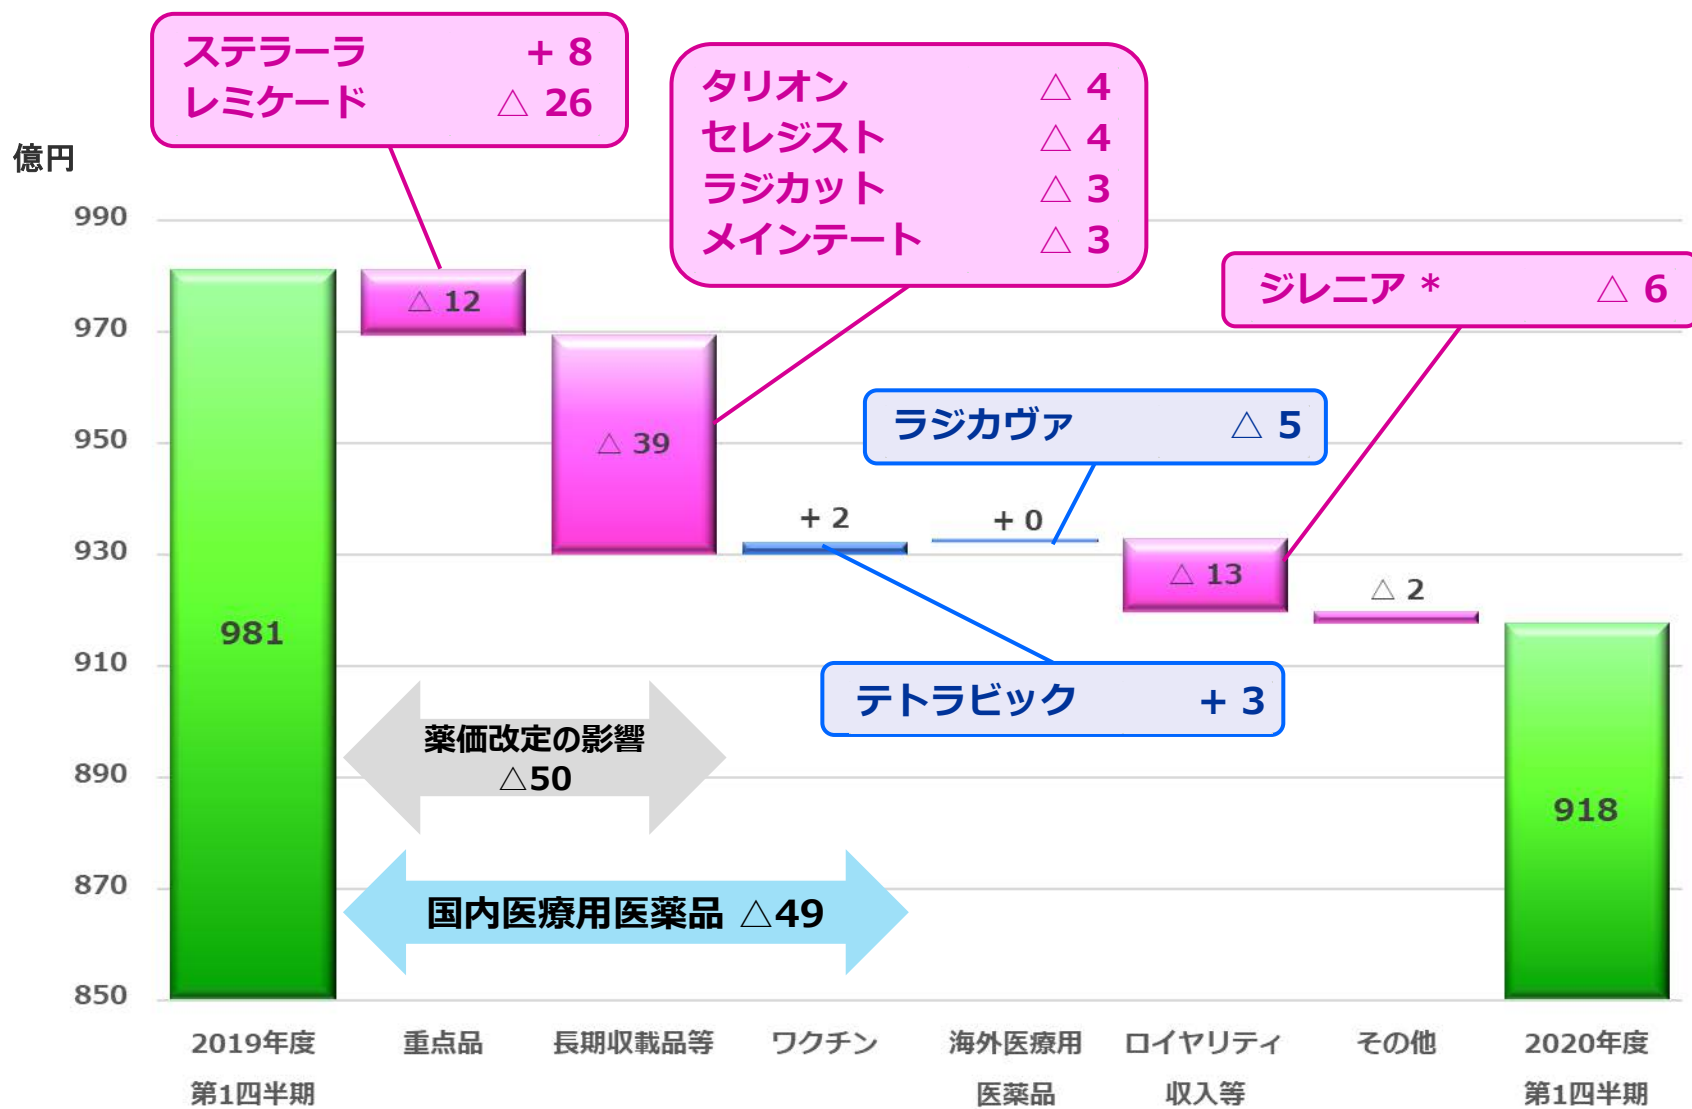 ステラーラ + 8
レミケード △ 26
タリオン △ 4
セレジスト △ 4
ラジカット △ 3
メインテート △ 3
億円
ジレニア * △ 6
990
970
950
930
910
890
870
850
△ 12
△ 39
ラジカヴァ △ 5
+ 2
+ 0
△ 13
△ 2
981
テトラビック + 3
薬価改定の影響
△50
918
国内医療用医薬品 △49
2019年度
第1四半期
重点品
長期収載品等
ワクチン
海外医療用
医薬品
ロイヤリティ
収入等
その他
2020年度
第1四半期